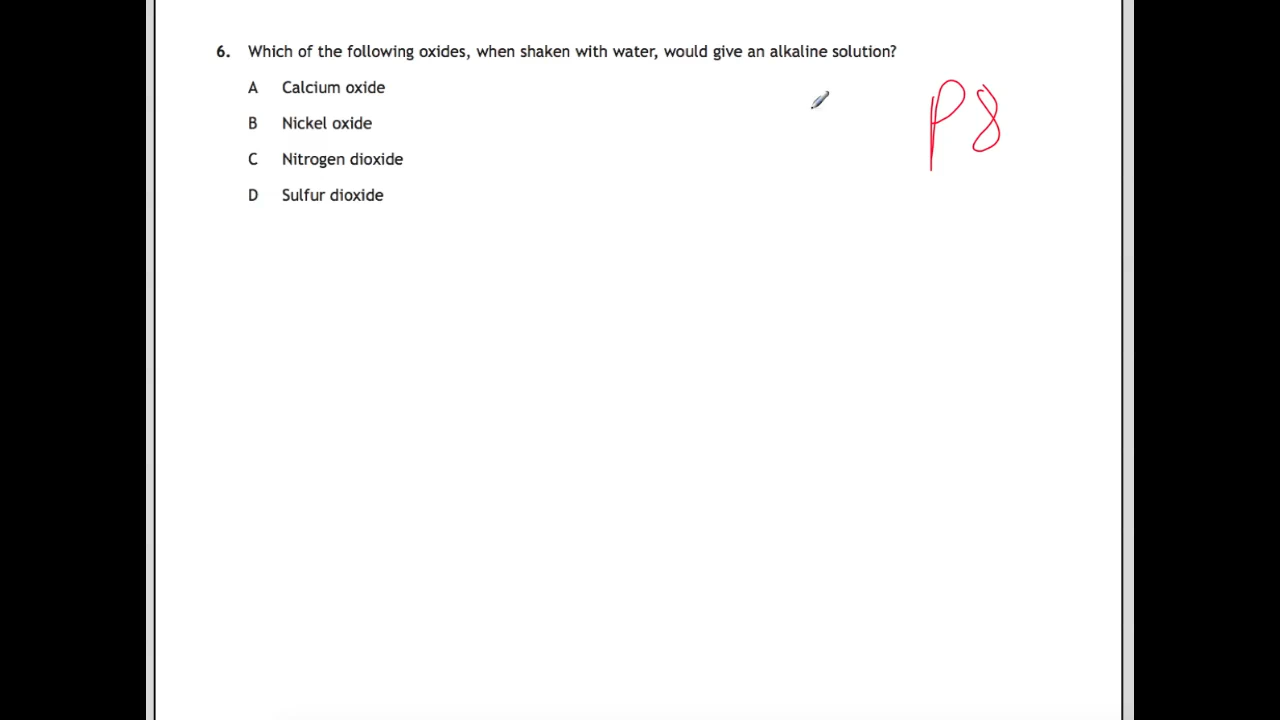 6. Which of the following oxides, when shaken with water, would give an alkaline solution?
A Calcium oxide
B Nickel oxide
C Nitrogen dioxide
D Sulfur dioxide
P8